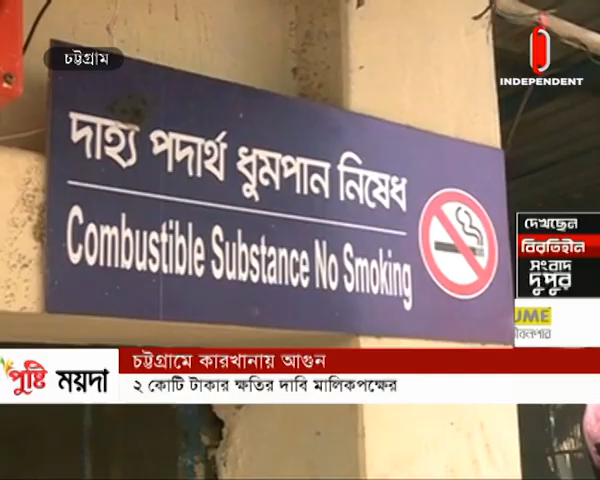 চট্টগ্রাম
INDEPENDENT
দাহ্য পদার্থ ধুমপান নিষেধ
Combustible Substance No Smoking
দেখছেন
বিরতিহীন
সংবাদ
দুপুর
UME
পুষ্টি ময়দা
চট্টগ্রামে কারখানায় আগুন
২ কোটি টাকার ক্ষতির দাবি মালিকপক্ষের